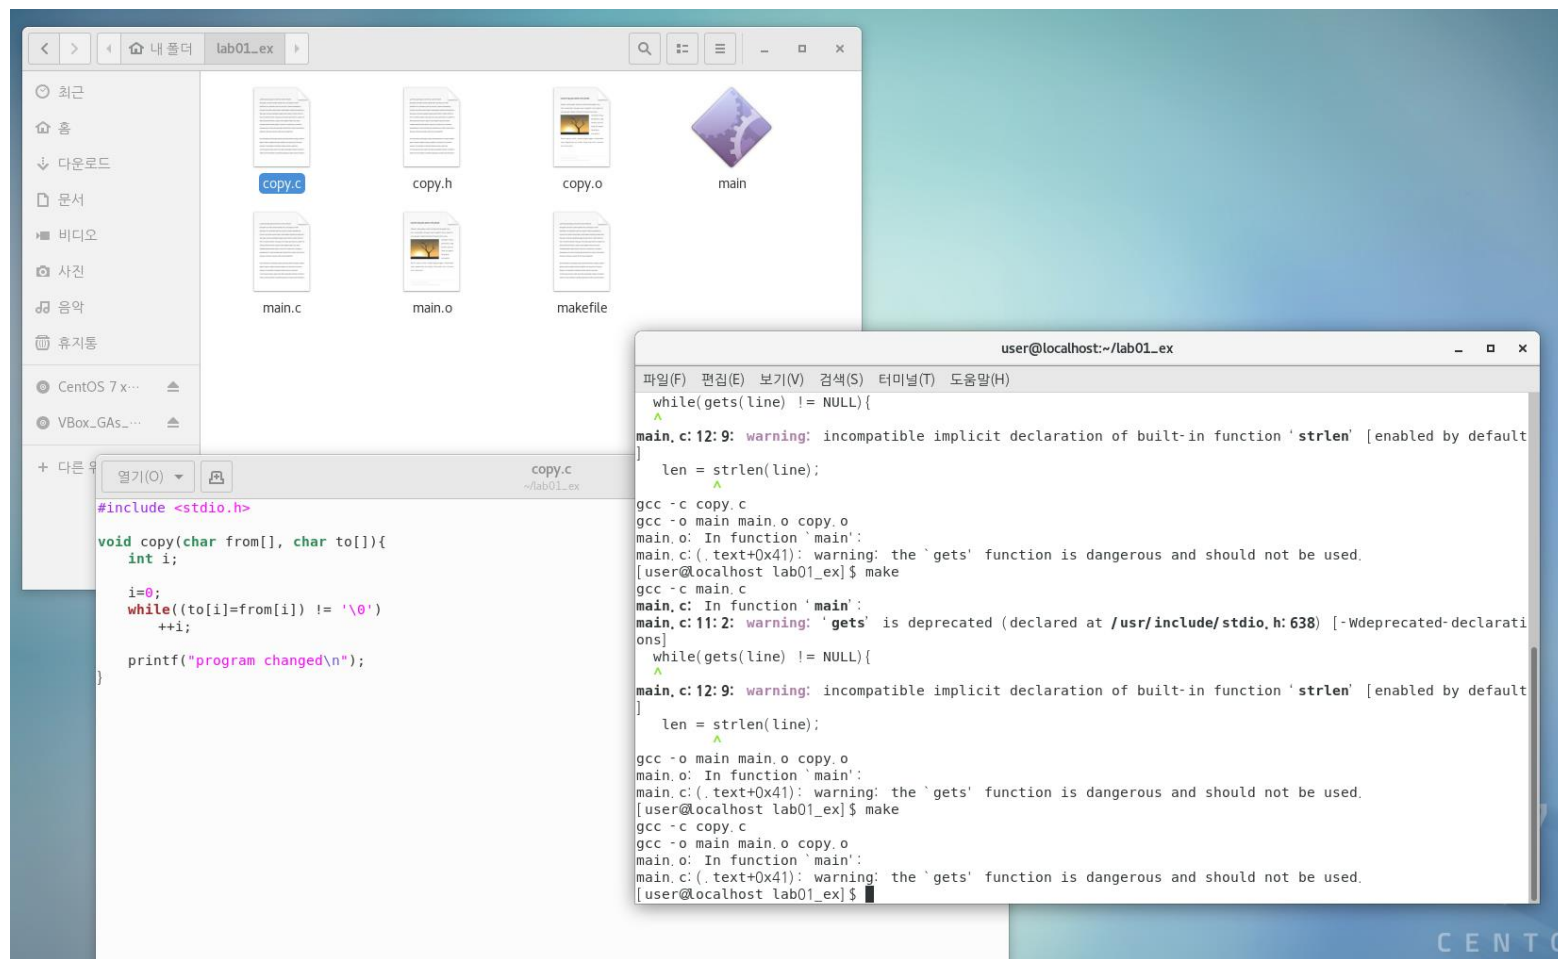 내 폴더 lab01_ex
최근
홈
다운로드
문서
비디오
사진
음악
휴지통
CentOS 7 x…
VBox_GAs_…
+ 다른
copy.c copy.h copy.o main
main.c main.o makefile
열기(O)
copy.c
~/lab01_ex
#include <stdio.h>
void copy(char from[], char to[]){
int i;
i=0;
while((to[i]=from[i]) != '\0')
++i;
printf("program changed\n");
}
user@localhost:~/lab01_ex
파일(F) 편집(E) 보기(V) 검색(S) 터미널(T) 도움말(H)
while(gets(line) != NULL){
^
main.c:12:9: warning: incompatible implicit declaration of built-in function ‘strlen’ [enabled by default
]
len = strlen(line);
^
gcc -c copy.c
gcc -o main main.o copy.o
main.o: In function `main':
main.c:(.text+0x41): warning: the `gets' function is dangerous and should not be used.
[user@localhost lab01_ex]$ make
gcc -c main.c
main.c: In function ‘main’:
main.c:11:2: warning: ‘gets’ is deprecated (declared at /usr/include/stdio.h:638) [-Wdeprecated-declarati
ons]
while(gets(line) != NULL){
^
main.c:12:9: warning: incompatible implicit declaration of built-in function ‘strlen’ [enabled by default
]
len = strlen(line);
^
gcc -o main main.o copy.o
main.o: In function `main':
main.c:(.text+0x41): warning: the `gets' function is dangerous and should not be used.
[user@localhost lab01_ex]$ make
gcc -c copy.c
gcc -o main main.o copy.o
main.o: In function `main':
main.c:(.text+0x41): warning: the `gets' function is dangerous and should not be used.
[user@localhost lab01_ex]$
CENTO